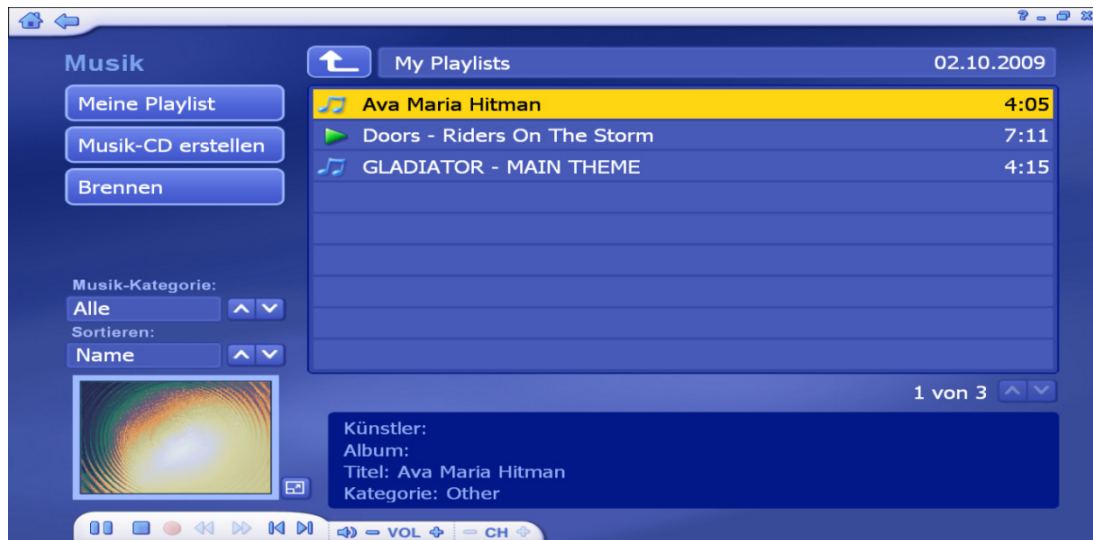 Musik
Meine Playlist
Musik-CD erstellen
Brennen
Musik-Kategorie:
Alle
Sortieren:
Name
My Playlists 02.10.2009
Ava Maria Hitman 4:05
Doors - Riders On The Storm 7:11
GLADIATOR - MAIN THEME 4:15
1 von 3
Künstler:
Album:
Titel: Ava Maria Hitman
Kategorie: Other
VOL
CH